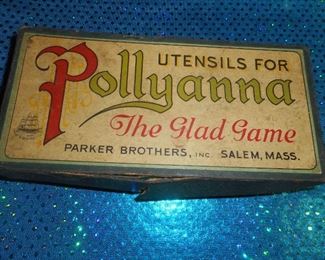 UTENSILS FOR
Pollyanna
The Glad Game
PARKER BROTHERS, INC. SALEM, MASS.